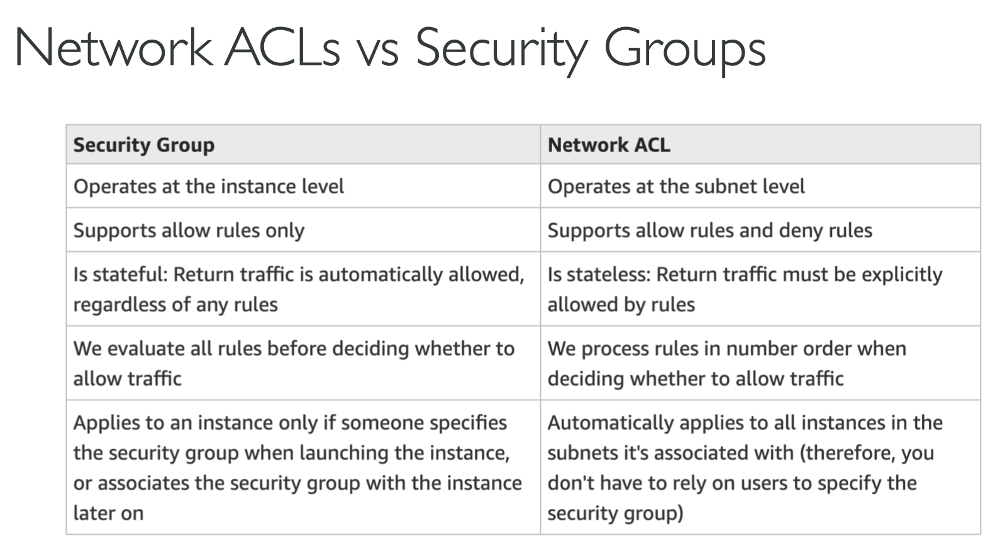 Network ACLs vs Security Groups
Security Group
Network ACL
Operates at the instance level
Operates at the subnet level
Supports allow rules only
Supports allow rules and deny rules
Is stateful: Return traffic is automatically allowed,
regardless of any rules
Is stateless: Return traffic must be explicitly
allowed by rules
We evaluate all rules before deciding whether to
allow traffic
We process rules in number order when
deciding whether to allow traffic
Applies to an instance only if someone specifies
the security group when launching the instance,
or associates the security group with the instance
later on
Automatically applies to all instances in the
subnets it's associated with (therefore, you
don't have to rely on users to specify the
security group)